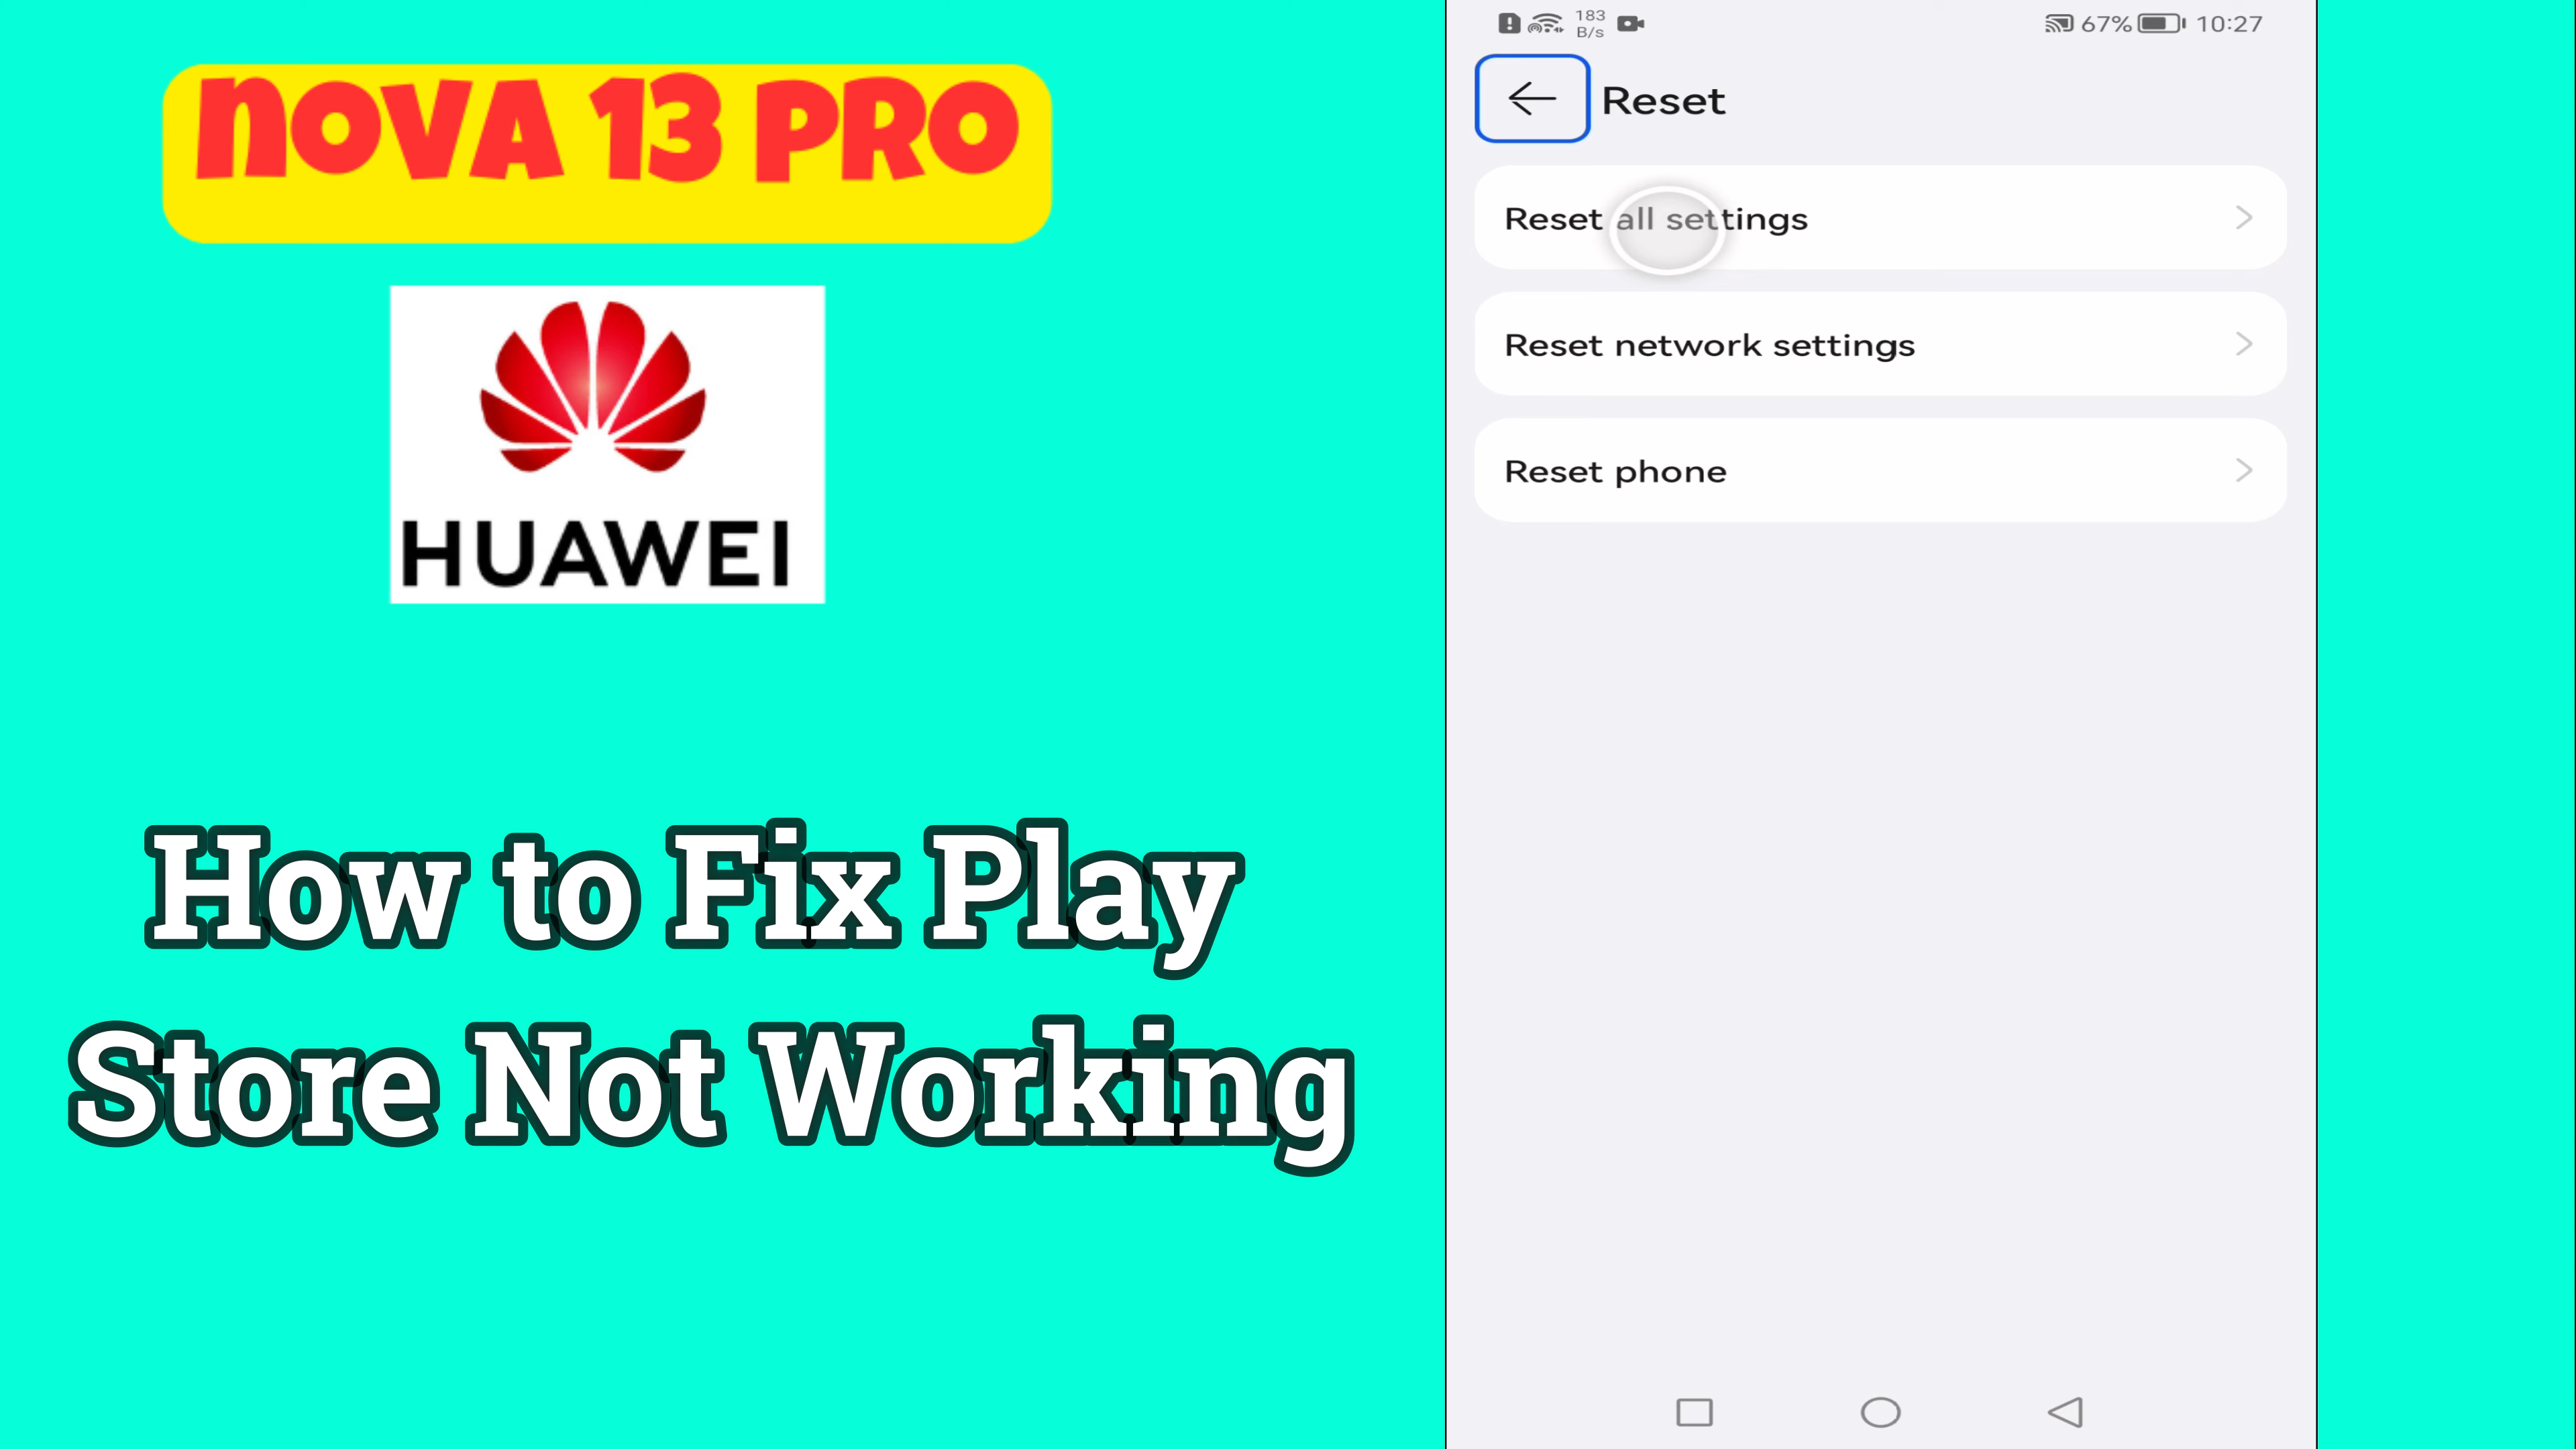 NOVA 13 PRO
HUAWEI
How to Fix Play
Store Not Working
183
B/s
67%
10:27
Reset
Reset all settings
Reset network settings
Reset phone